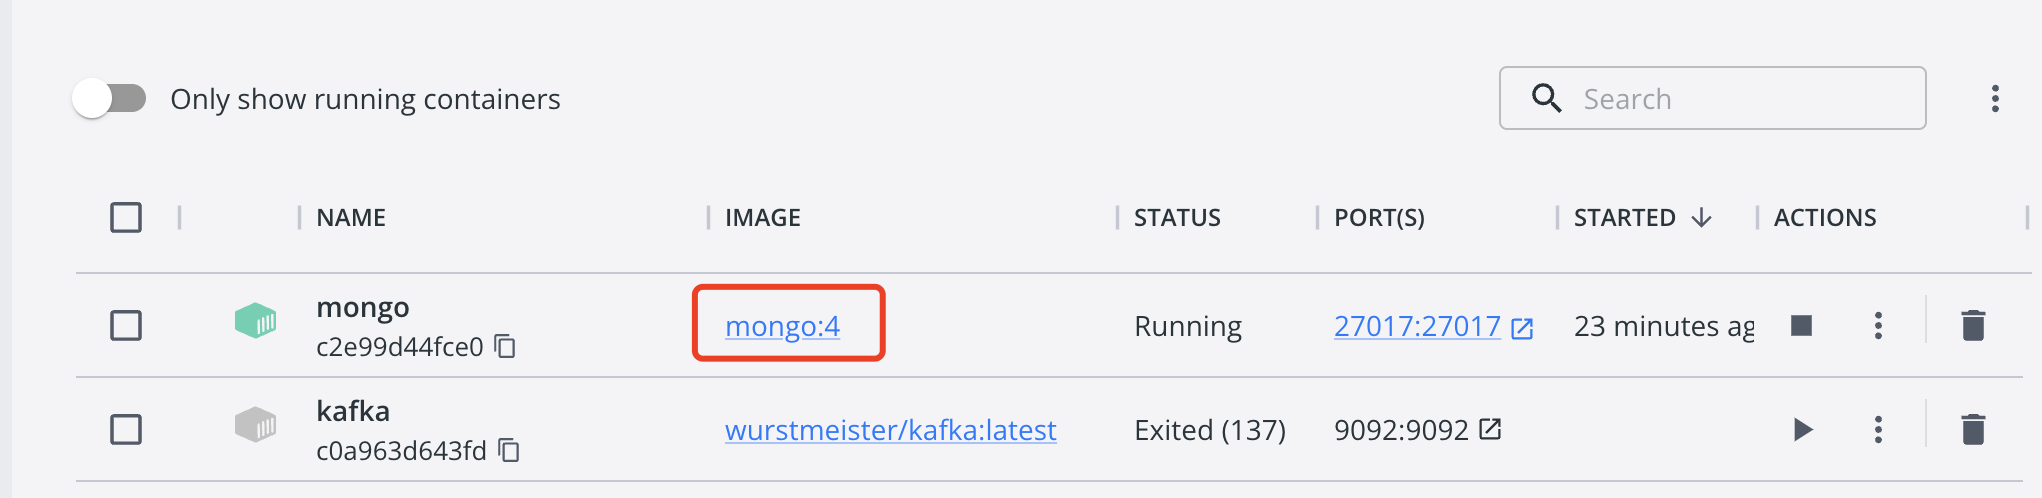 Only show running containers
Search
NAME IMAGE STATUS PORT(S) STARTED ACTIONS
mongo
c2e99d44fce0
mongo:4 Running 27017:27017 23 minutes ag
kafka
c0a963d643fd
wurstmeister/kafka:latest Exited (137) 9092:9092